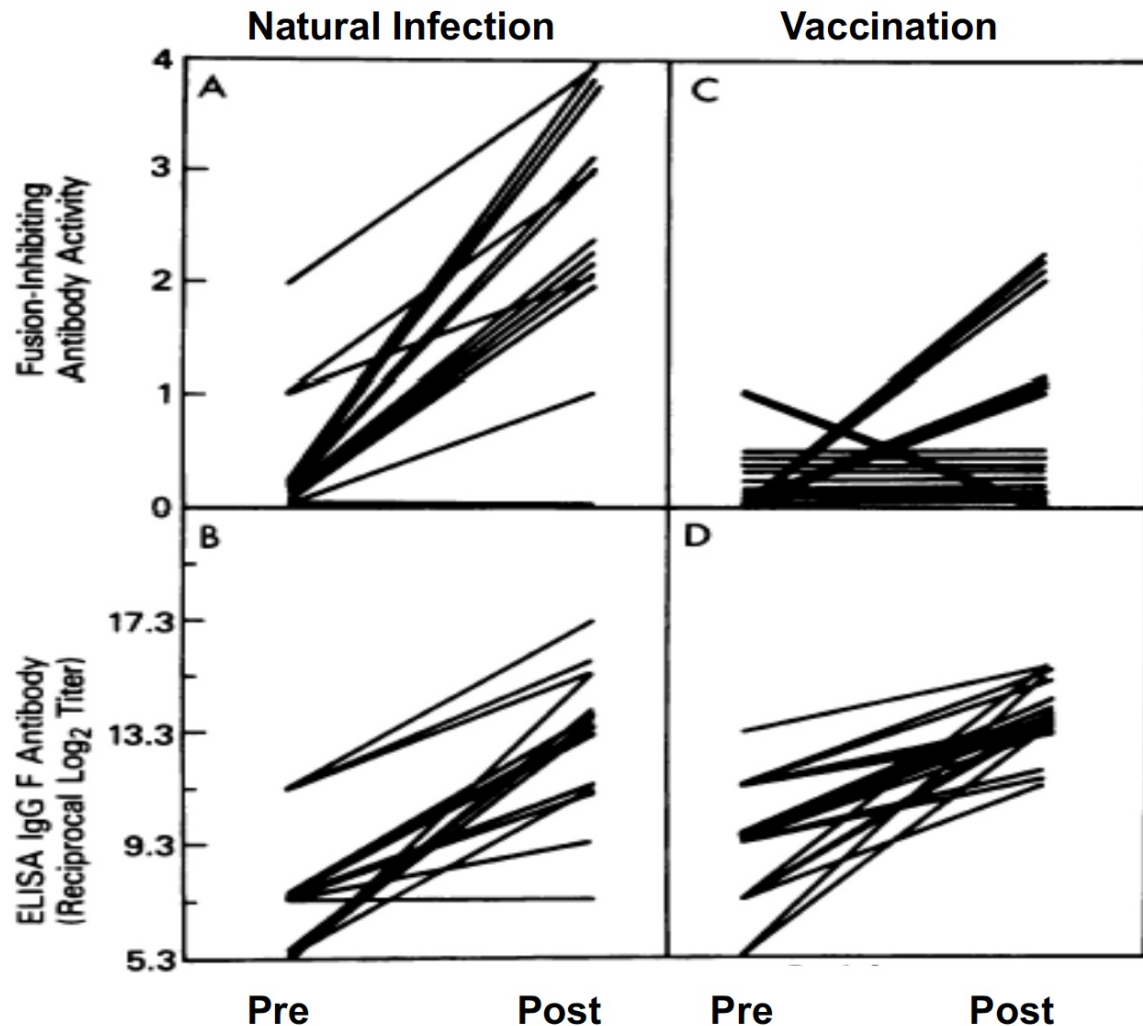 Natural Infection
Vaccination
A
C
4
3
2
1
0
Fusion-Inhibiting
Antibody Activity
B
D
17.3
13.3
9.3
5.3
ELISA IgG F Antibody
(Reciprocal Log2 Titer)
Pre
Post
Pre
Post